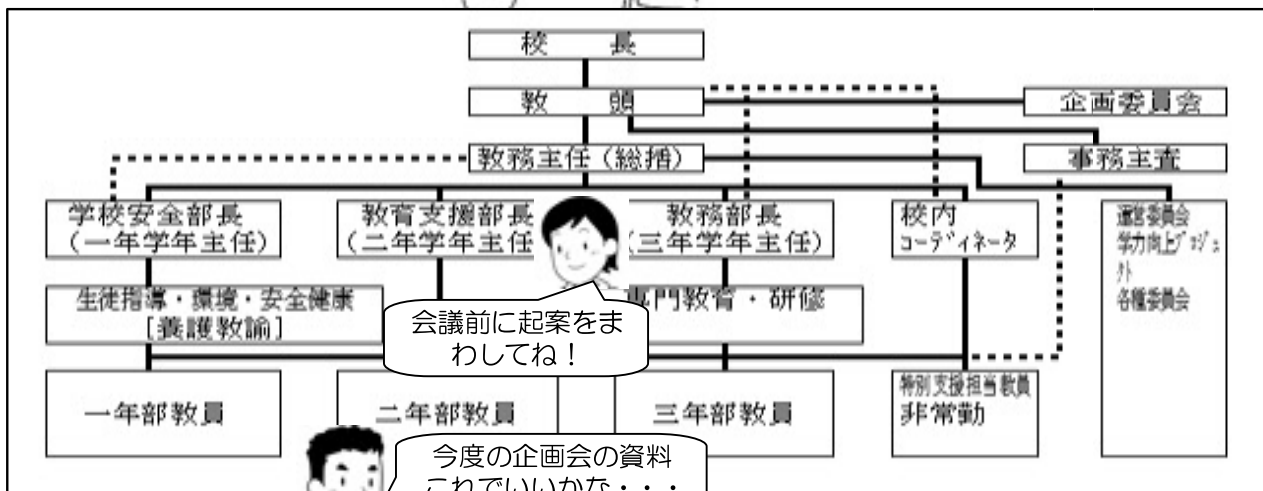 校　　長
教　　頭
企画委員会
教務主任（総括）
事務主査
学校安全部長
（一年学年主任）
教育支援部長
（二年学年主任
教務部長
（三年学年主任）
校内
コーディネータ
運営委員会
学力向上プロジェ
クト
各種委員会
生徒指導・環境・安全健康
［養護教諭］
専門教育・研修
会議前に起案をま
わしてね！
一年部教員
二年部教員
三年部教員
特別支援担当教員
非常勤
今度の企画会の資料
これでいいかな・・・